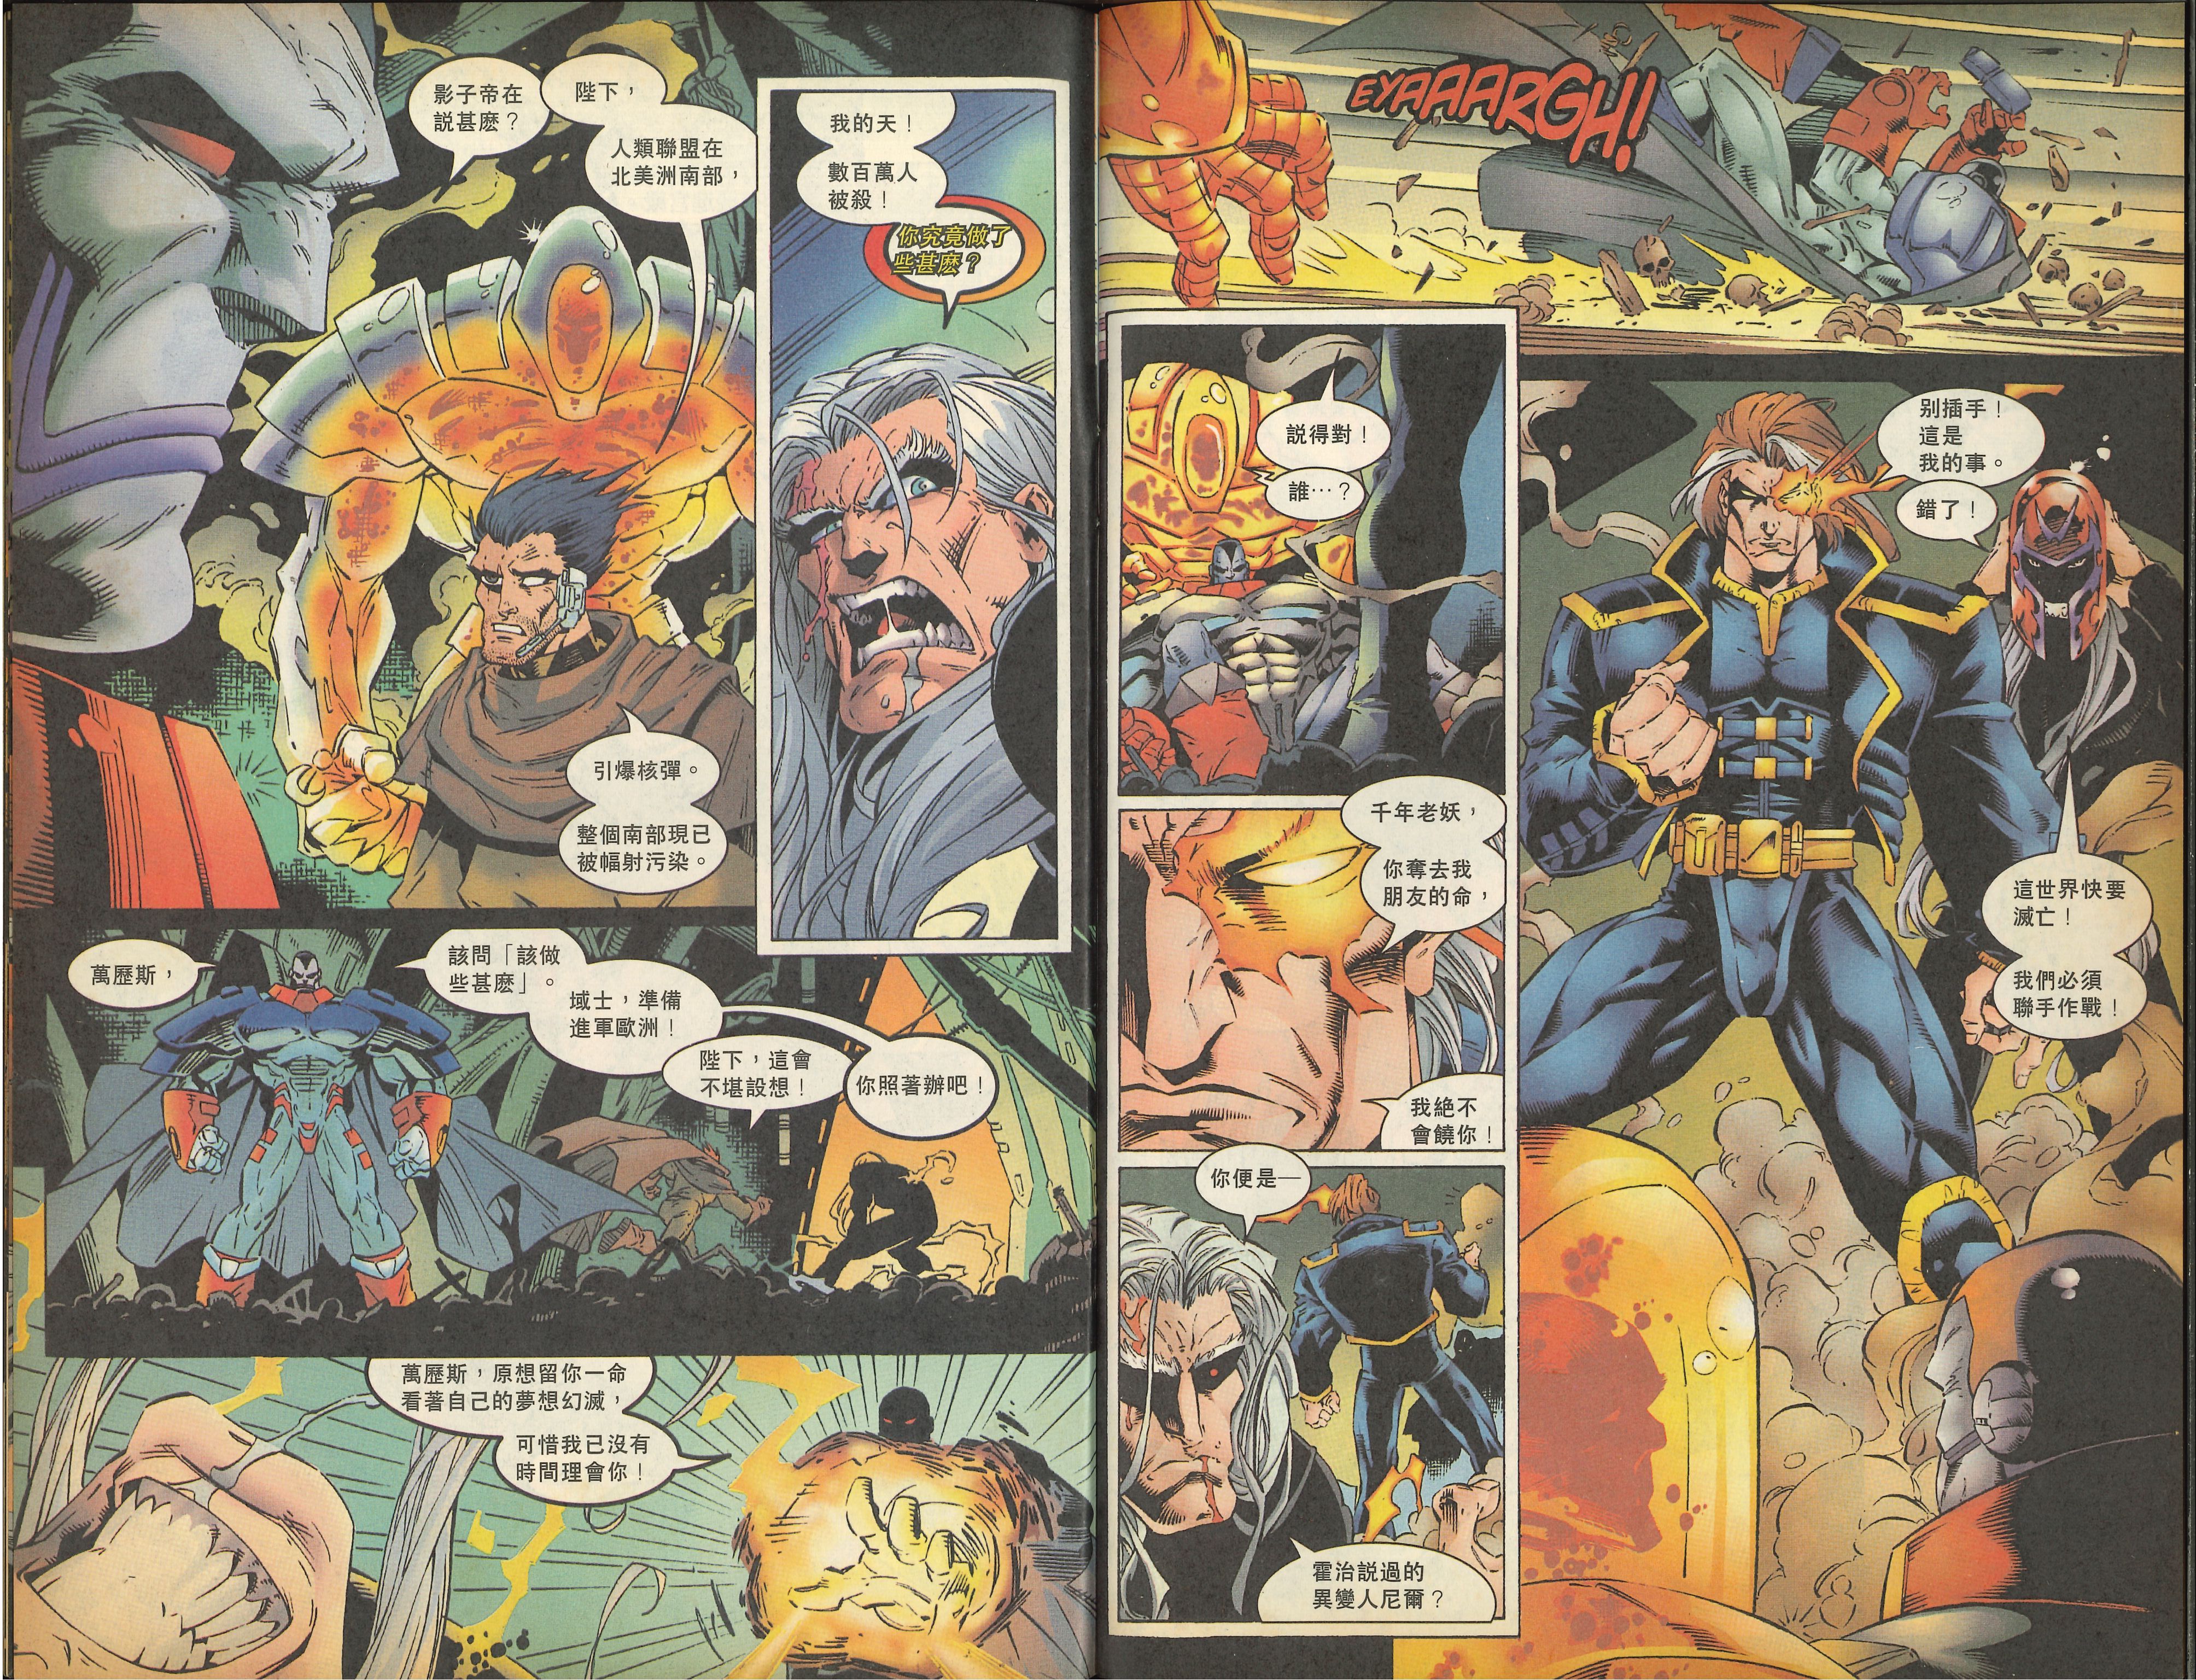 影子帝在
説甚麽？
陛下，
人類聯盟在
北美洲南部，
引爆核彈。
整個南部現已
被幅射污染。
我的天！
數百萬人
被殺！
你究竟做了
些甚麽？
萬歷斯，
該問「該做
些甚麽」。
域士，準備
進軍歐洲！
陛下，這會
不堪設想！
你照著辦吧！
萬歷斯，原想留你一命
看著自己的夢想幻滅，
可惜我已没有
時間理會你！
EYAAAARGH!
説得對！
誰…？
千年老妖，
你奪去我
朋友的命，
我絕不
會饒你！
你便是—
霍治説過的
異變人尼爾？
别插手！
這是
我的事。
錯了！
這世界快要
滅亡！
我們必須
聯手作戰！